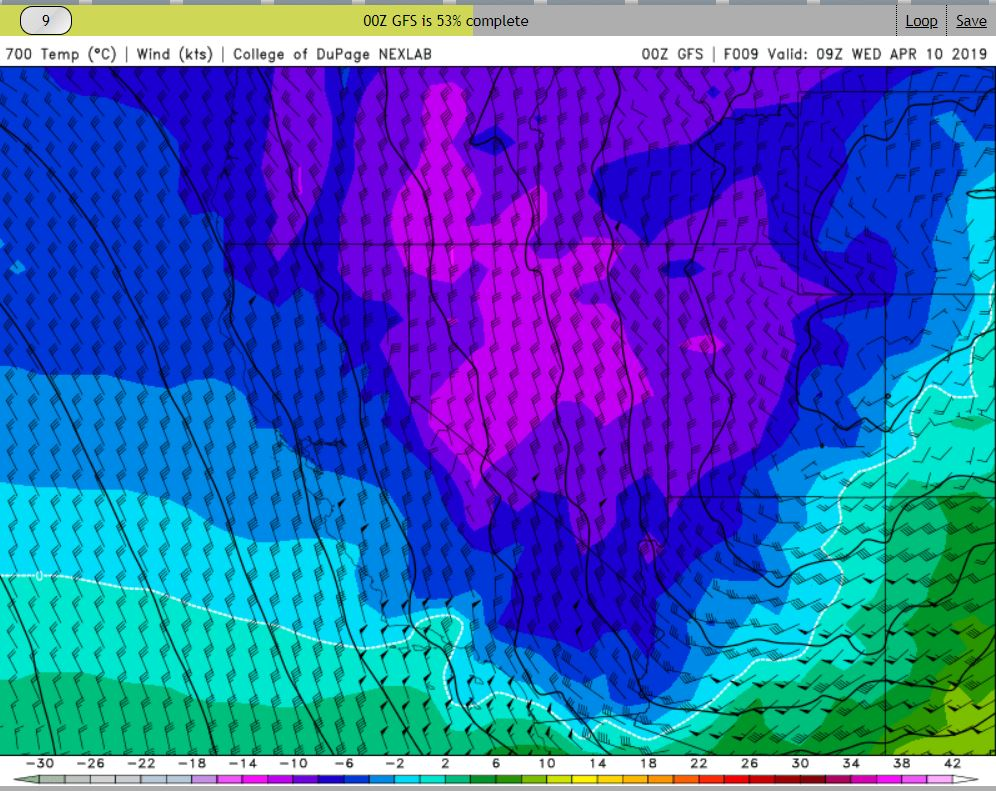 9 00Z GFS is 53% complete Loop Save
700 Temp (°C) | Wind (kts) | College of DuPage NEXLAB 00Z GFS | F009 Valid: 09Z WED APR 10 2019
0
-30 -26 -22 -18 -14 -10 -6 -2 2 6 10 14 18 22 26 30 34 38 42